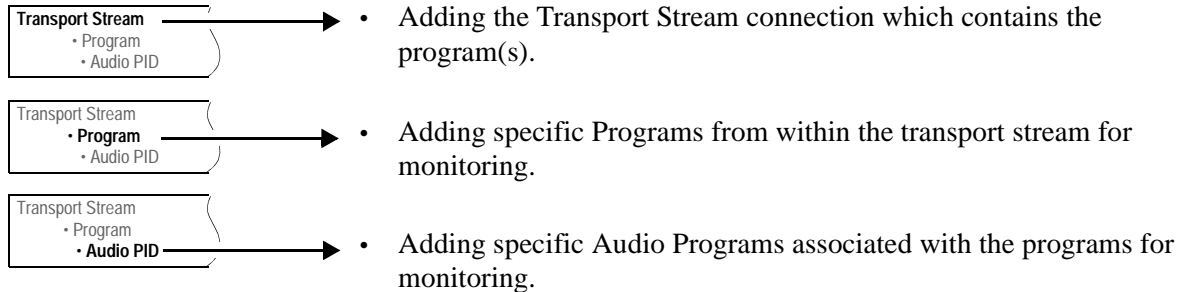 Transport Stream
• Program
• Audio PID
• Adding the Transport Stream connection which contains the
program(s).
Transport Stream
• Program
• Audio PID
• Adding specific Programs from within the transport stream for
monitoring.
Transport Stream
• Program
• Audio PID
• Adding specific Audio Programs associated with the programs for
monitoring.